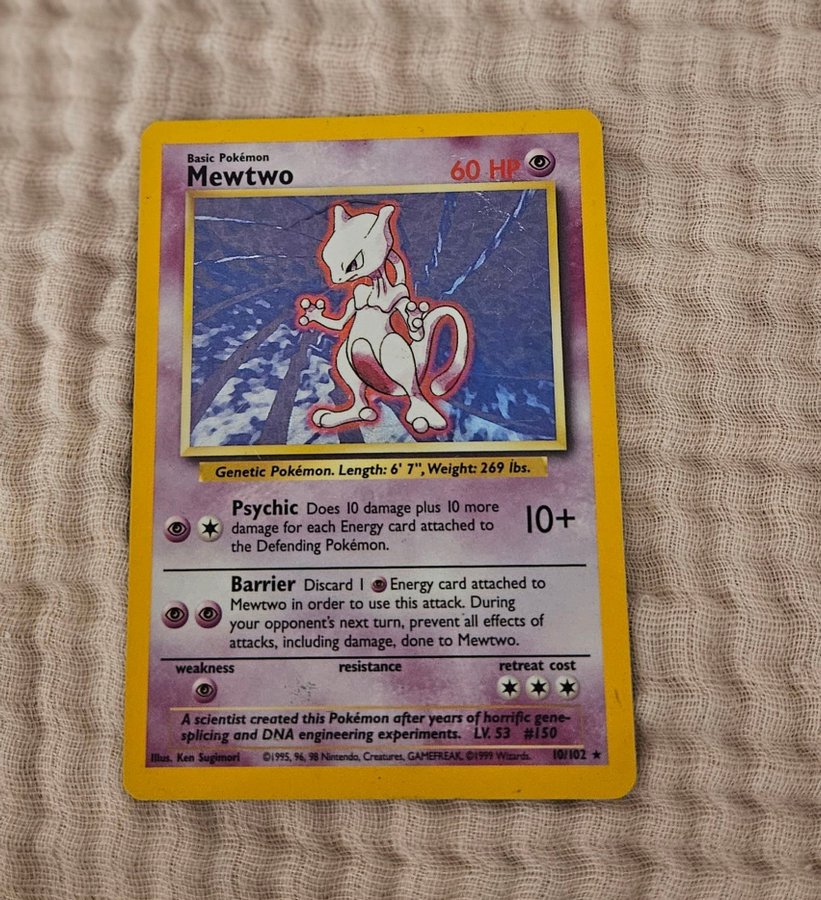 Basic Pokémon
Mewtwo
60 HP
Genetic Pokémon. Length: 6' 7", Weight: 269 lbs.
Psychic Does 10 damage plus 10 more
damage for each Energy card attached to
the Defending Pokémon.
10+
Barrier Discard 1 Energy card attached to
Mewtwo in order to use this attack. During
your opponent's next turn, prevent all effects of
attacks, including damage, done to Mewtwo.
weakness
resistance
retreat cost
A scientist created this Pokémon after years of horrific gene-
splicing and DNA engineering experiments. LV. 53 #150
Illus. Ken Sugimori
©1995, 96, 98 Nintendo, Creatures, GAMEFREAK. ©1999 Wizards.
10/102 ★